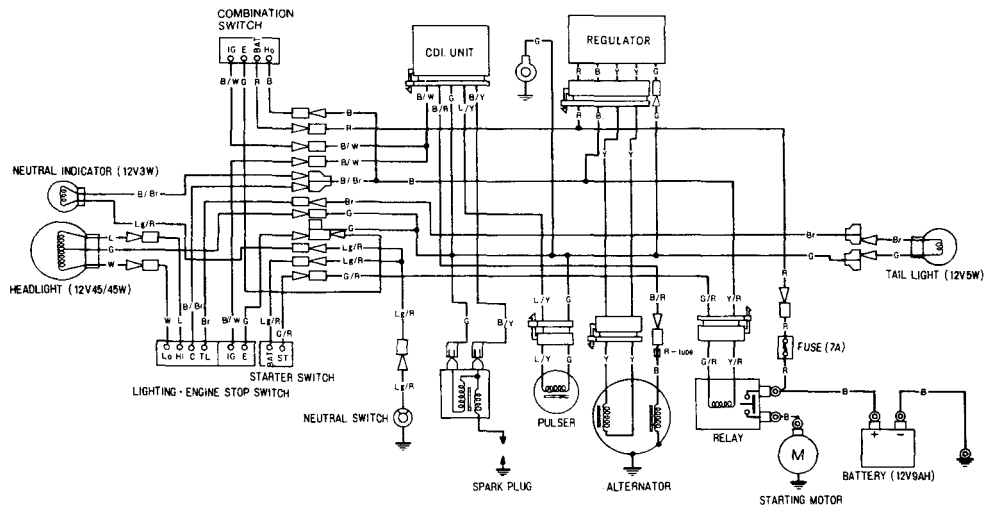 COMBINATION
SWITCH
IG E BAT Ho
B/W G R B
CDI. UNIT
B/W G B/Y
B/R L/Y
G
REGULATOR
R B Y Y G
R B. G
Y Y
B
R
B/W
B/W
B/Br B
Br
G
G
Lg/R
Lg/R
G/R
NEUTRAL INDICATOR (12V3W)
B/Br
Lg/R
L
G
W
HEADLIGHT (12V45/45W)
W L B/Br Br B/W G Lg/R G/R
Lo Hi C TL IG E BAT ST
LIGHTING - ENGINE STOP SWITCH
STARTER SWITCH
Lg/R
Lg/R
NEUTRAL SWITCH
G B/Y
SPARK PLUG
L/Y G
L/Y G
PULSER
Y Y
B/R
R-tube
B
ALTERNATOR
G/R Y/R
G/R Y/R
RELAY
R
R
FUSE (7A)
R
B
B
B
M
STARTING MOTOR
+ -
BATTERY (12V9AH)
Br Br
G G
TAIL LIGHT (12V5W)